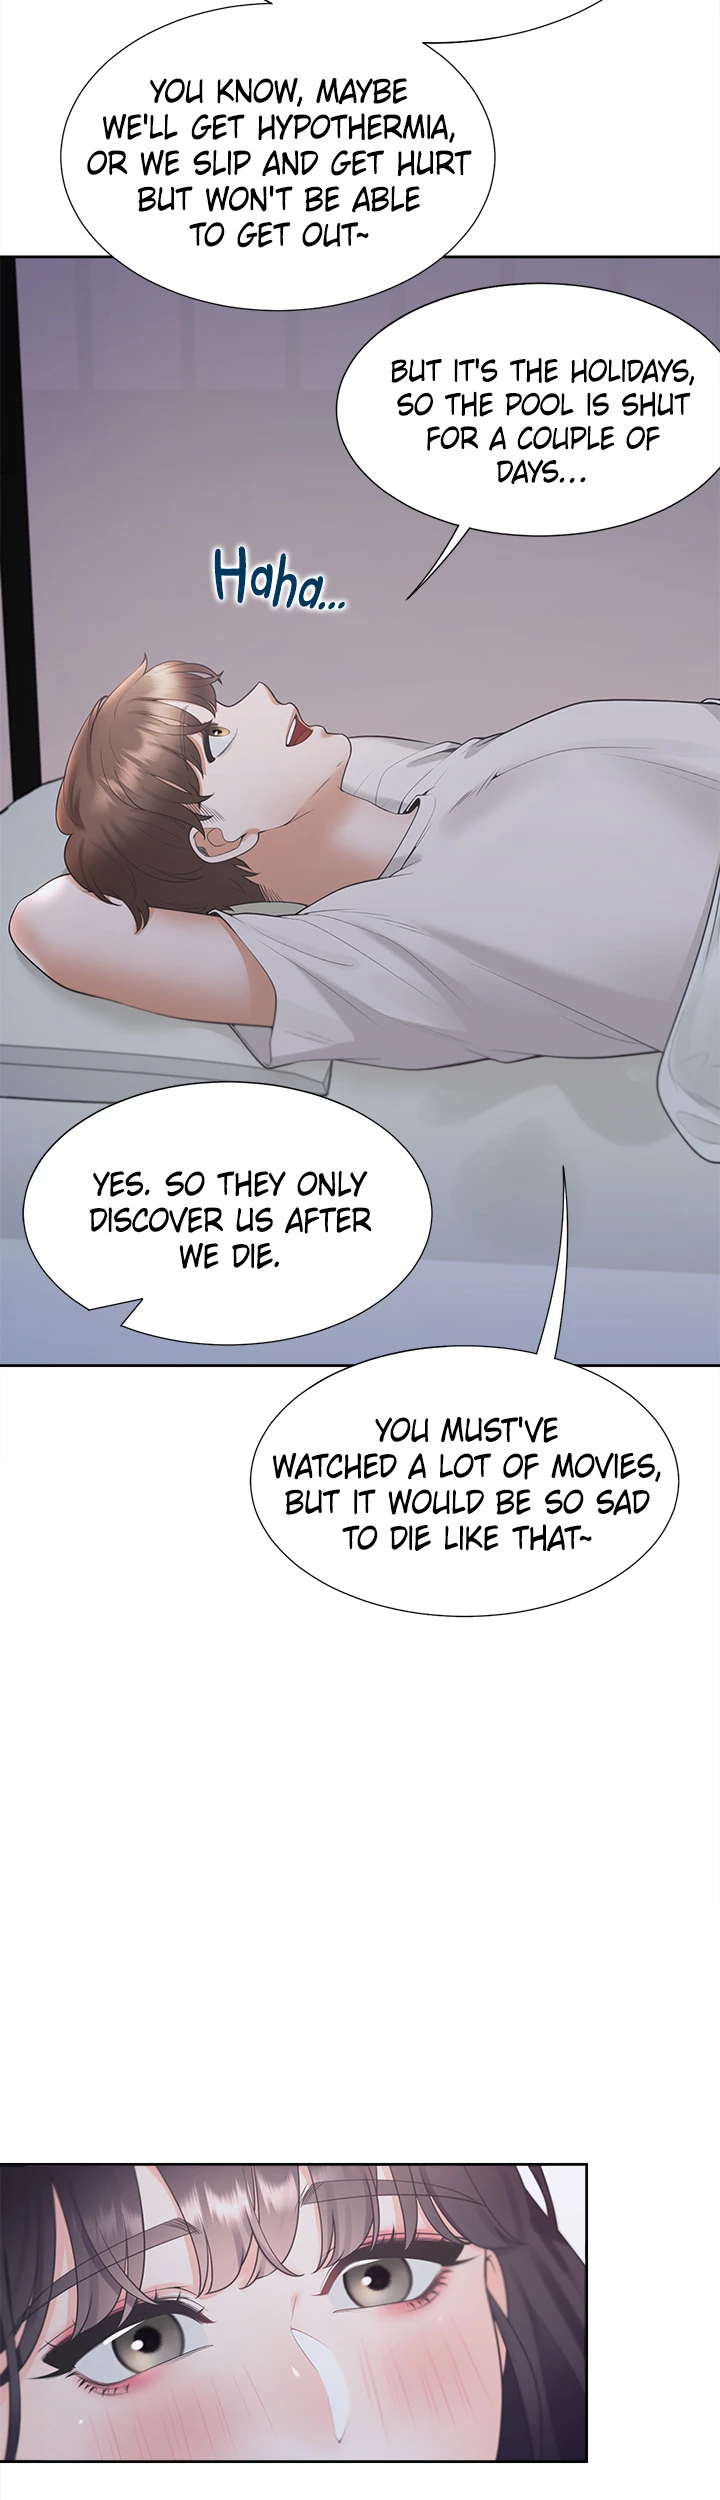 YOU KNOW, MAYBE
WE'LL GET HYPOTHERMIA,
OR WE SLIP AND GET HURT
BUT WON'T BE ABLE
TO GET OUT~
BUT IT'S THE HOLIDAYS,
SO THE POOL IS SHUT
FOR A COUPLE OF
DAYS...
Haha...
YES. SO THEY ONLY
DISCOVER US AFTER
WE DIE.
YOU MUST'VE
WATCHED A LOT OF MOVIES,
BUT IT WOULD BE SO SAD
TO DIE LIKE THAT~